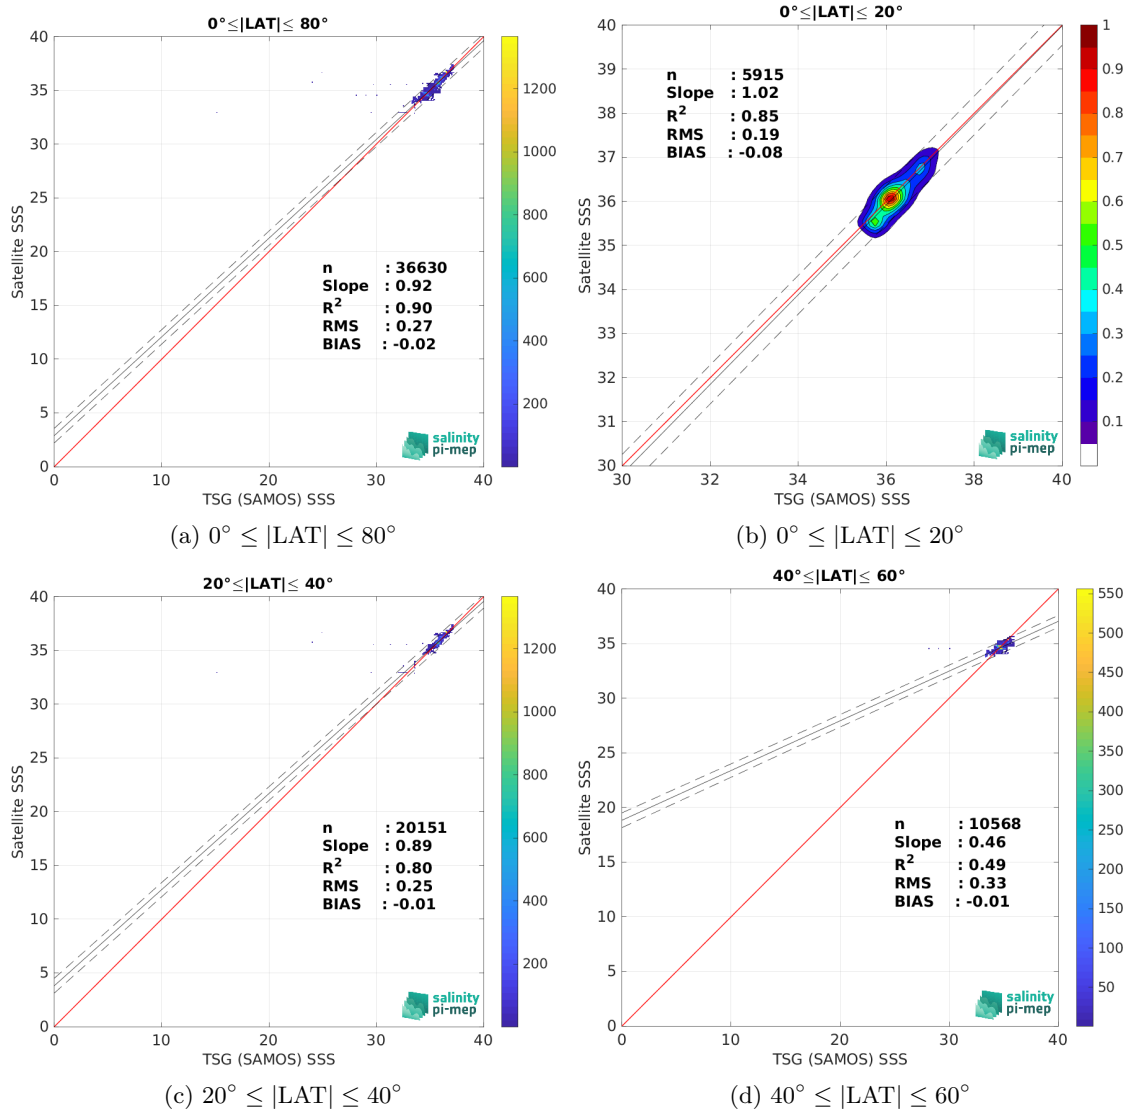 0°≤|LAT|≤ 80°
40
35
30
25
20
15
10
5
0
Satellite SSS
n : 36630
Slope : 0.92
R² : 0.90
RMS : 0.27
BIAS : -0.02
salinity
pi-mep
0 10 20 30 40
TSG (SAMOS) SSS
1200
1000
800
600
400
200
(a) 0° ≤ |LAT| ≤ 80°
0°≤|LAT|≤ 20°
40
39
38
37
36
35
34
33
32
31
30
Satellite SSS
n : 5915
Slope : 1.02
R² : 0.85
RMS : 0.19
BIAS : -0.08
salinity
pi-mep
30 32 34 36 38 40
TSG (SAMOS) SSS
1
0.9
0.8
0.7
0.6
0.5
0.4
0.3
0.2
0.1
(b) 0° ≤ |LAT| ≤ 20°
20°≤|LAT|≤ 40°
40
35
30
25
20
15
10
5
0
Satellite SSS
n : 20151
Slope : 0.89
R² : 0.80
RMS : 0.25
BIAS : -0.01
salinity
pi-mep
0 10 20 30 40
TSG (SAMOS) SSS
1200
1000
800
600
400
200
(c) 20° ≤ |LAT| ≤ 40°
40°≤|LAT|≤ 60°
40
35
30
25
20
15
10
5
0
Satellite SSS
n : 10568
Slope : 0.46
R² : 0.49
RMS : 0.33
BIAS : -0.01
salinity
pi-mep
0 10 20 30 40
TSG (SAMOS) SSS
550
500
450
400
350
300
250
200
150
100
50
(d) 40° ≤ |LAT| ≤ 60°